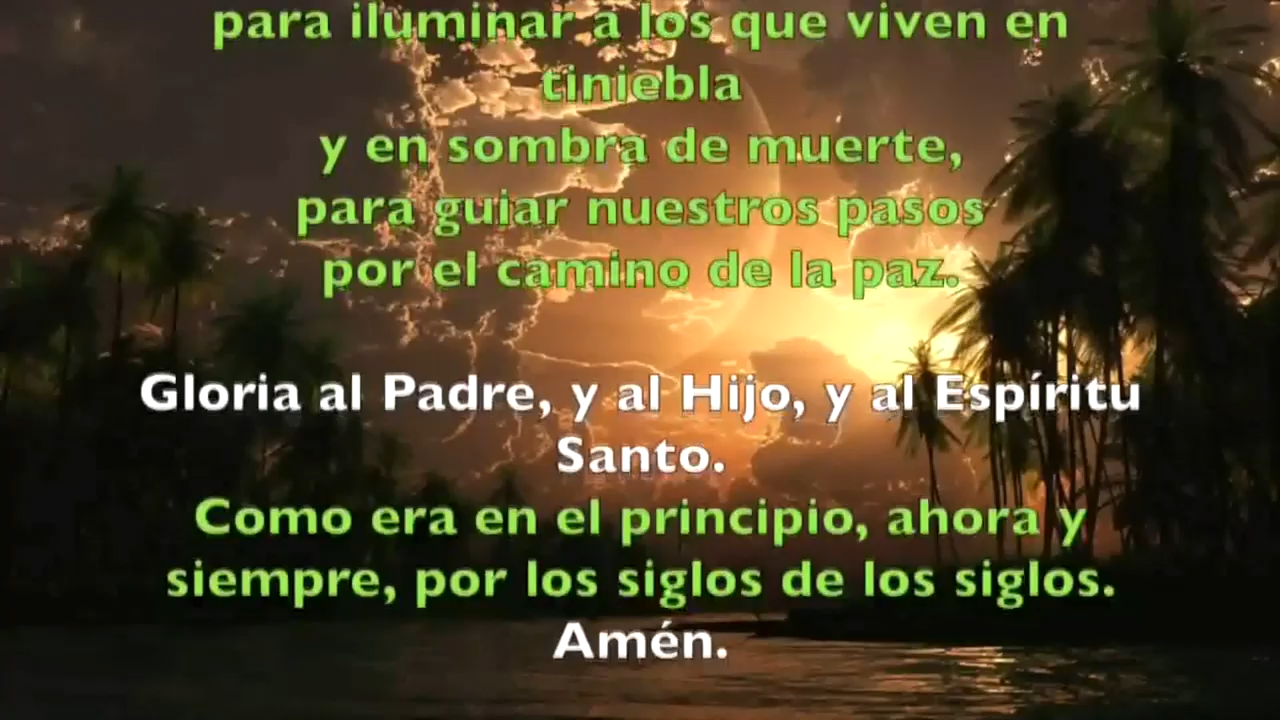 para iluminar a los que viven en
tiniebla
y en sombra de muerte,
para guiar nuestros pasos
por el camino de la paz.
Gloria al Padre, y al Hijo, y al Espíritu
Santo.
Como era en el principio, ahora y
siempre, por los siglos de los siglos.
Amén.